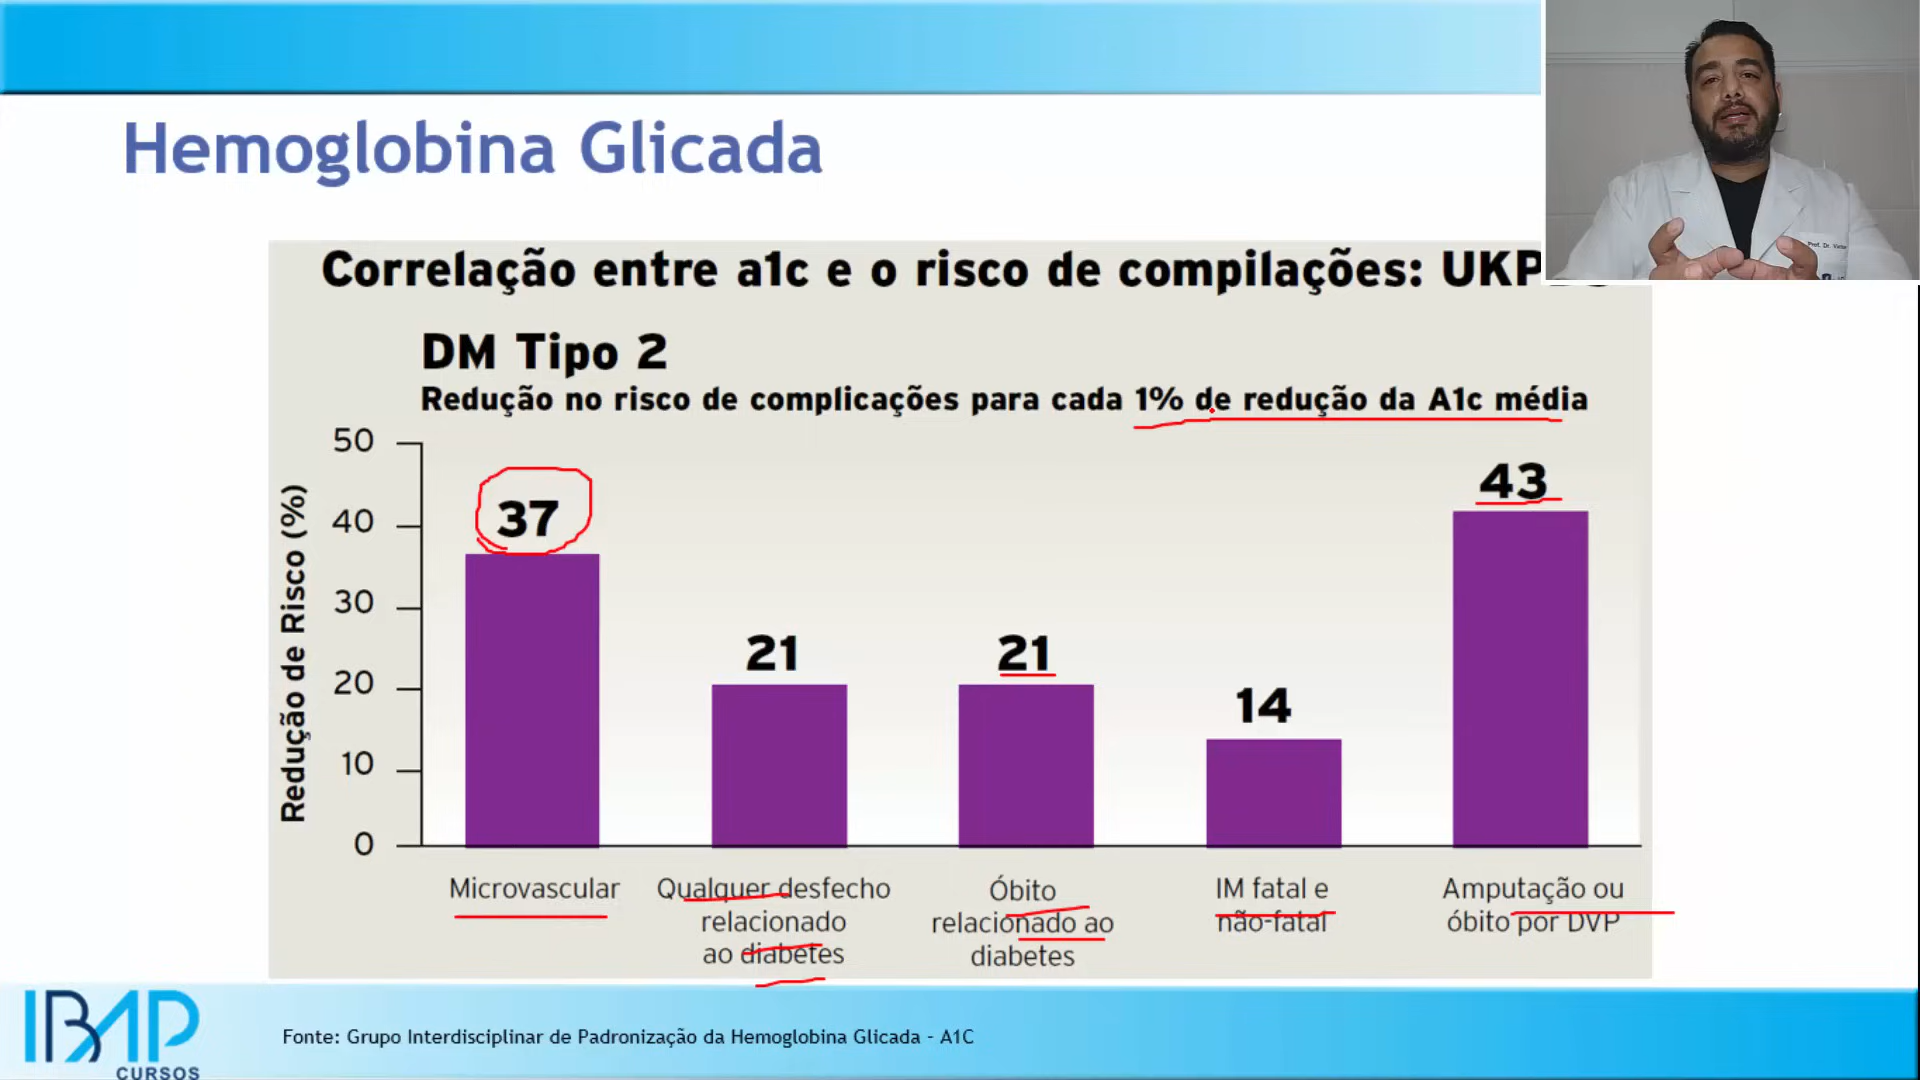 Hemoglobina Glicada
Prof. Dr. Victor
Correlação entre a1c e o risco de compilações: UKP
DM Tipo 2
Redução no risco de complicações para cada 1% de redução da A1c média
Redução de Risco (%)
50
40
30
20
10
0
37
21
21
14
43
Microvascular
Qualquer desfecho
relacionado
ao diabetes
Óbito
relacionado ao
diabetes
IM fatal e
não-fatal
Amputação ou
óbito por DVP
IBAP
CURSOS
Fonte: Grupo Interdisciplinar de Padronização da Hemoglobina Glicada - A1C